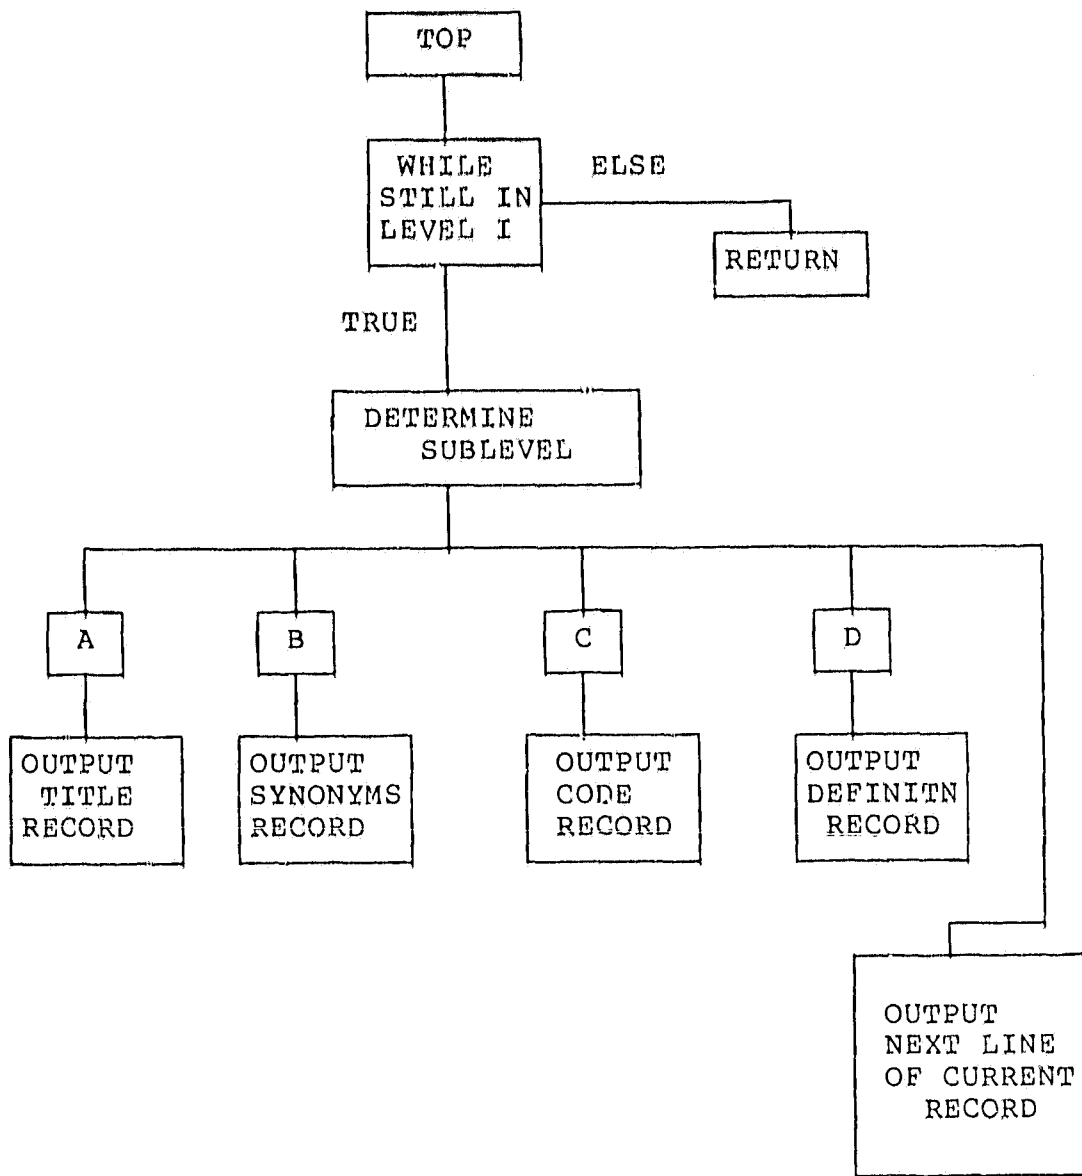 TOP
WHILE
STILL IN
LEVEL I
ELSE
RETURN
TRUE
DETERMINE
SUBLEVEL
A
B
C
D
OUTPUT
TITLE
RECORD
OUTPUT
SYNONYMS
RECORD
OUTPUT
CODE
RECORD
OUTPUT
DEFINITN
RECORD
OUTPUT
NEXT LINE
OF CURRENT
RECORD